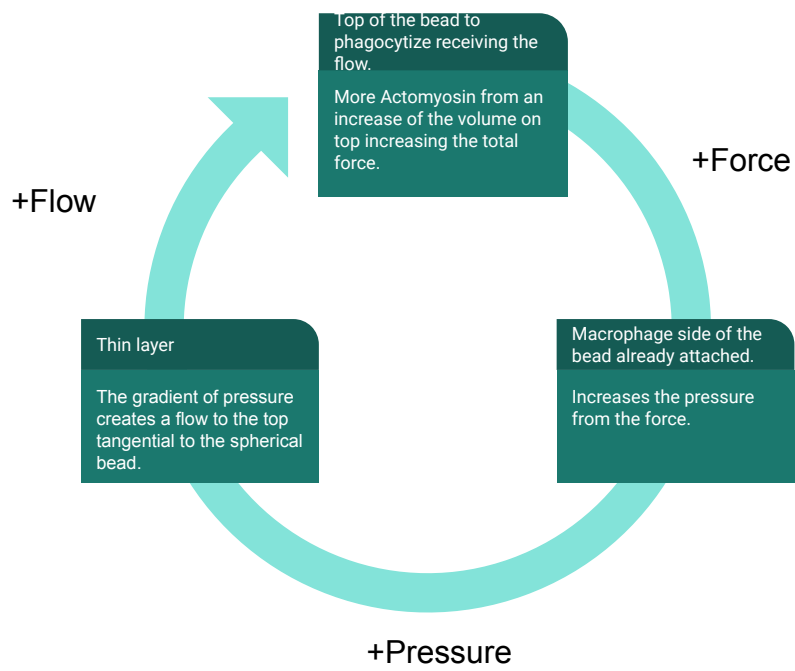 Top of the bead to
phagocytize receiving the
flow.
More Actomyosin from an
increase of the volume on
top increasing the total
force.
+Force
+Flow
Thin layer
The gradient of pressure
creates a flow to the top
tangential to the spherical
bead.
Macrophage side of the
bead already attached.
Increases the pressure
from the force.
+Pressure